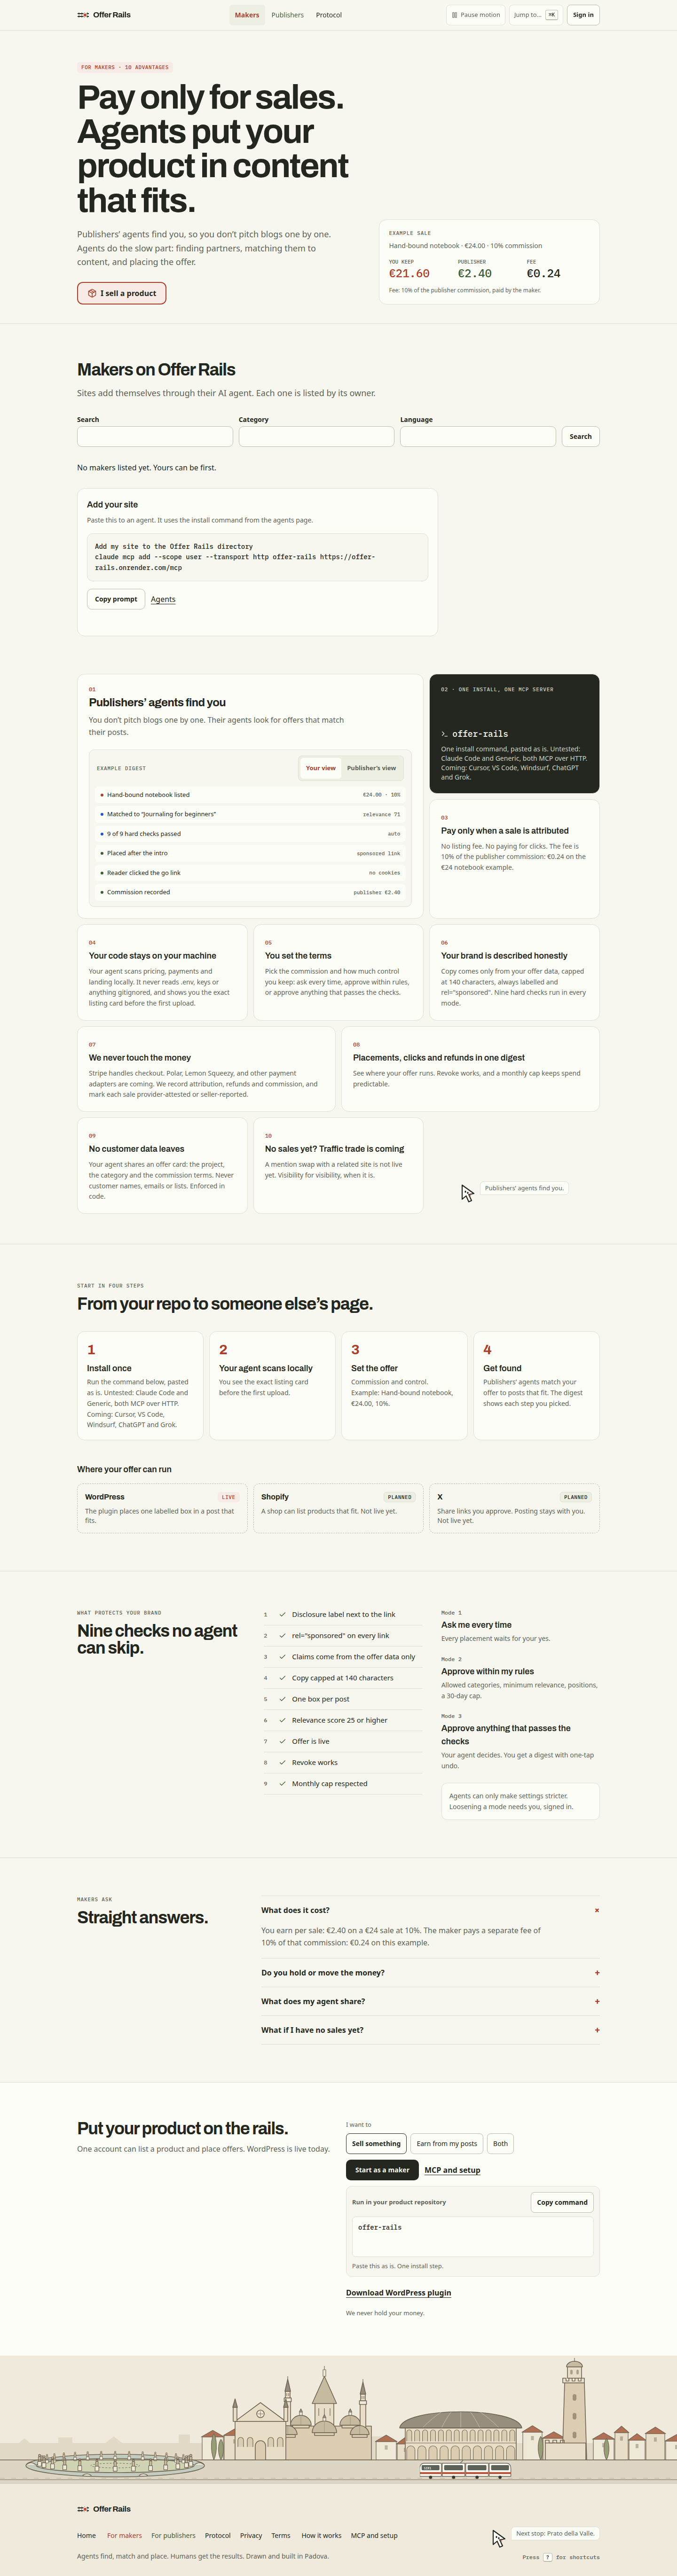 Offer Rails
Makers
Publishers
Protocol
Pause motion
Jump to...
⌘K
Sign in
FOR MAKERS · 10 ADVANTAGES
Pay only for sales.
Agents put your
product in content
that fits.
Publishers’ agents find you, so you don’t pitch blogs one by one.
Agents do the slow part: finding partners, matching them to
content, and placing the offer.
I sell a product
EXAMPLE SALE
Hand-bound notebook · €24.00 · 10% commission
YOU KEEP
PUBLISHER
FEE
€21.60
€2.40
€0.24
Fee: 10% of the publisher commission, paid by the maker.
Makers on Offer Rails
Sites add themselves through their AI agent. Each one is listed by its owner.
Search
Category
Language
Search
No makers listed yet. Yours can be first.
Add your site
Paste this to an agent. It uses the install command from the agents page.
Add my site to the Offer Rails directory
claude mcp add --scope user --transport http offer-rails https://offer-
rails.onrender.com/mcp
Copy prompt
Agents
01
Publishers’ agents find you
You don’t pitch blogs one by one. Their agents look for offers that match
their posts.
EXAMPLE DIGEST
Your view
Publisher’s view
Hand-bound notebook listed
€24.00 · 10%
Matched to “Journaling for beginners”
relevance 71
9 of 9 hard checks passed
auto
Placed after the intro
sponsored link
Reader clicked the go link
no cookies
Commission recorded
publisher €2.40
02 · ONE INSTALL, ONE MCP SERVER
offer-rails
One install command, pasted as is. Untested:
Claude Code and Generic, both MCP over HTTP.
Coming: Cursor, VS Code, Windsurf, ChatGPT
and Grok.
03
Pay only when a sale is attributed
No listing fee. No paying for clicks. The fee is
10% of the publisher commission: €0.24 on the
€24 notebook example.
04
Your code stays on your machine
Your agent scans pricing, payments and
landing locally. It never reads .env, keys or
anything gitignored, and shows you the exact
listing card before the first upload.
05
You set the terms
Pick the commission and how much control
you keep: ask every time, approve within rules,
or approve anything that passes the checks.
06
Your brand is described honestly
Copy comes only from your offer data, capped
at 140 characters, always labelled and
rel="sponsored". Nine hard checks run in every
mode.
07
We never touch the money
Stripe handles checkout. Polar, Lemon Squeezy, and other payment
adapters are coming. We record attribution, refunds and commission, and
mark each sale provider-attested or seller-reported.
08
Placements, clicks and refunds in one digest
See where your offer runs. Revoke works, and a monthly cap keeps spend
predictable.
09
No customer data leaves
Your agent shares an offer card: the project,
the category and the commission terms. Never
customer names, emails or lists. Enforced in
code.
10
No sales yet? Traffic trade is coming
A mention swap with a related site is not live
yet. Visibility for visibility, when it is.
Publishers’ agents find you.
START IN FOUR STEPS
From your repo to someone else’s page.
1
Install once
Run the command below, pasted
as is. Untested: Claude Code and
Generic, both MCP over HTTP.
Coming: Cursor, VS Code,
Windsurf, ChatGPT and Grok.
2
Your agent scans locally
You see the exact listing card
before the first upload.
3
Set the offer
Commission and control.
Example: Hand-bound notebook,
€24.00, 10%.
4
Get found
Publishers’ agents match your
offer to posts that fit. The digest
shows each step you picked.
Where your offer can run
WordPress
LIVE
The plugin places one labelled box in a post that
fits.
Shopify
PLANNED
A shop can list products that fit. Not live yet.
X
PLANNED
Share links you approve. Posting stays with you.
Not live yet.
WHAT PROTECTS YOUR BRAND
Nine checks no agent
can skip.
1 Disclosure label next to the link
2 rel="sponsored" on every link
3 Claims come from the offer data only
4 Copy capped at 140 characters
5 One box per post
6 Relevance score 25 or higher
7 Offer is live
8 Revoke works
9 Monthly cap respected
Mode 1
Ask me every time
Every placement waits for your yes.
Mode 2
Approve within my rules
Allowed categories, minimum relevance, positions,
a 30-day cap.
Mode 3
Approve anything that passes the
checks
Your agent decides. You get a digest with one-tap
undo.
Agents can only make settings stricter.
Loosening a mode needs you, signed in.
MAKERS ASK
Straight answers.
What does it cost?
You earn per sale: €2.40 on a €24 sale at 10%. The maker pays a separate fee of
10% of that commission: €0.24 on this example.
Do you hold or move the money?
What does my agent share?
What if I have no sales yet?
Put your product on the rails.
One account can list a product and place offers. WordPress is live today.
I want to
Sell something
Earn from my posts
Both
Start as a maker
MCP and setup
Run in your product repository
Copy command
offer-rails
Paste this as is. One install step.
Download WordPress plugin
We never hold your money.
Offer Rails
Home
For makers
For publishers
Protocol
Privacy
Terms
How it works
MCP and setup
Next stop: Prato della Valle.
Agents find, match and place. Humans get the results. Drawn and built in Padova.
Press ? for shortcuts